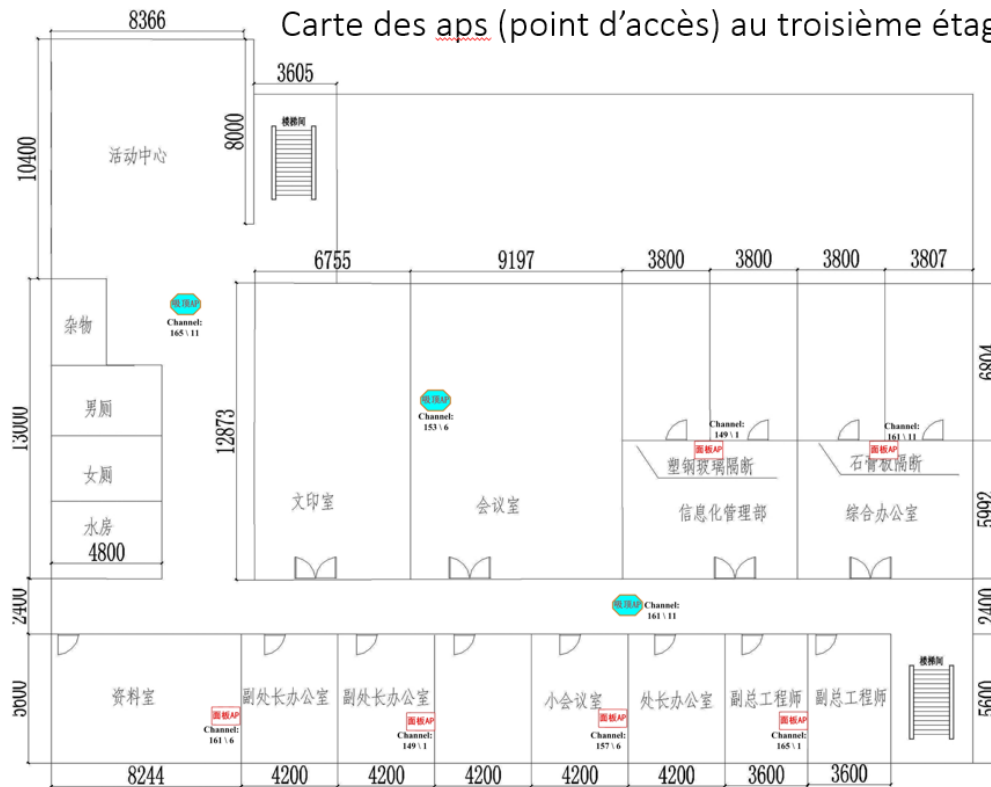 Carte des aps (point d'accès) au troisième étag
8366
3605
10400
8000
楼梯间
活动中心
6755
9197
3800
3800
3800
3807
杂物
吸顶AP
Channel:
165 \ 11
6804
13000
男厕
12873
吸顶AP
Channel:
153 \ 6
Channel:
149 \ 1
面板AP
Channel:
161 \ 11
面板AP
女厕
塑钢玻璃隔断
石膏板隔断
文印室
会议室
信息化管理部
综合办公室
5992
水房
4800
2400
吸顶AP
Channel:
161 \ 11
2400
楼梯间
5600
资料室
副处长办公室
副处长办公室
小会议室
处长办公室
副总工程师
副总工程师
5600
面板AP
Channel:
161 \ 6
面板AP
Channel:
149 \ 1
面板AP
Channel:
157 \ 6
面板AP
Channel:
165 \ 1
8244
4200
4200
4200
4200
4200
3600
3600